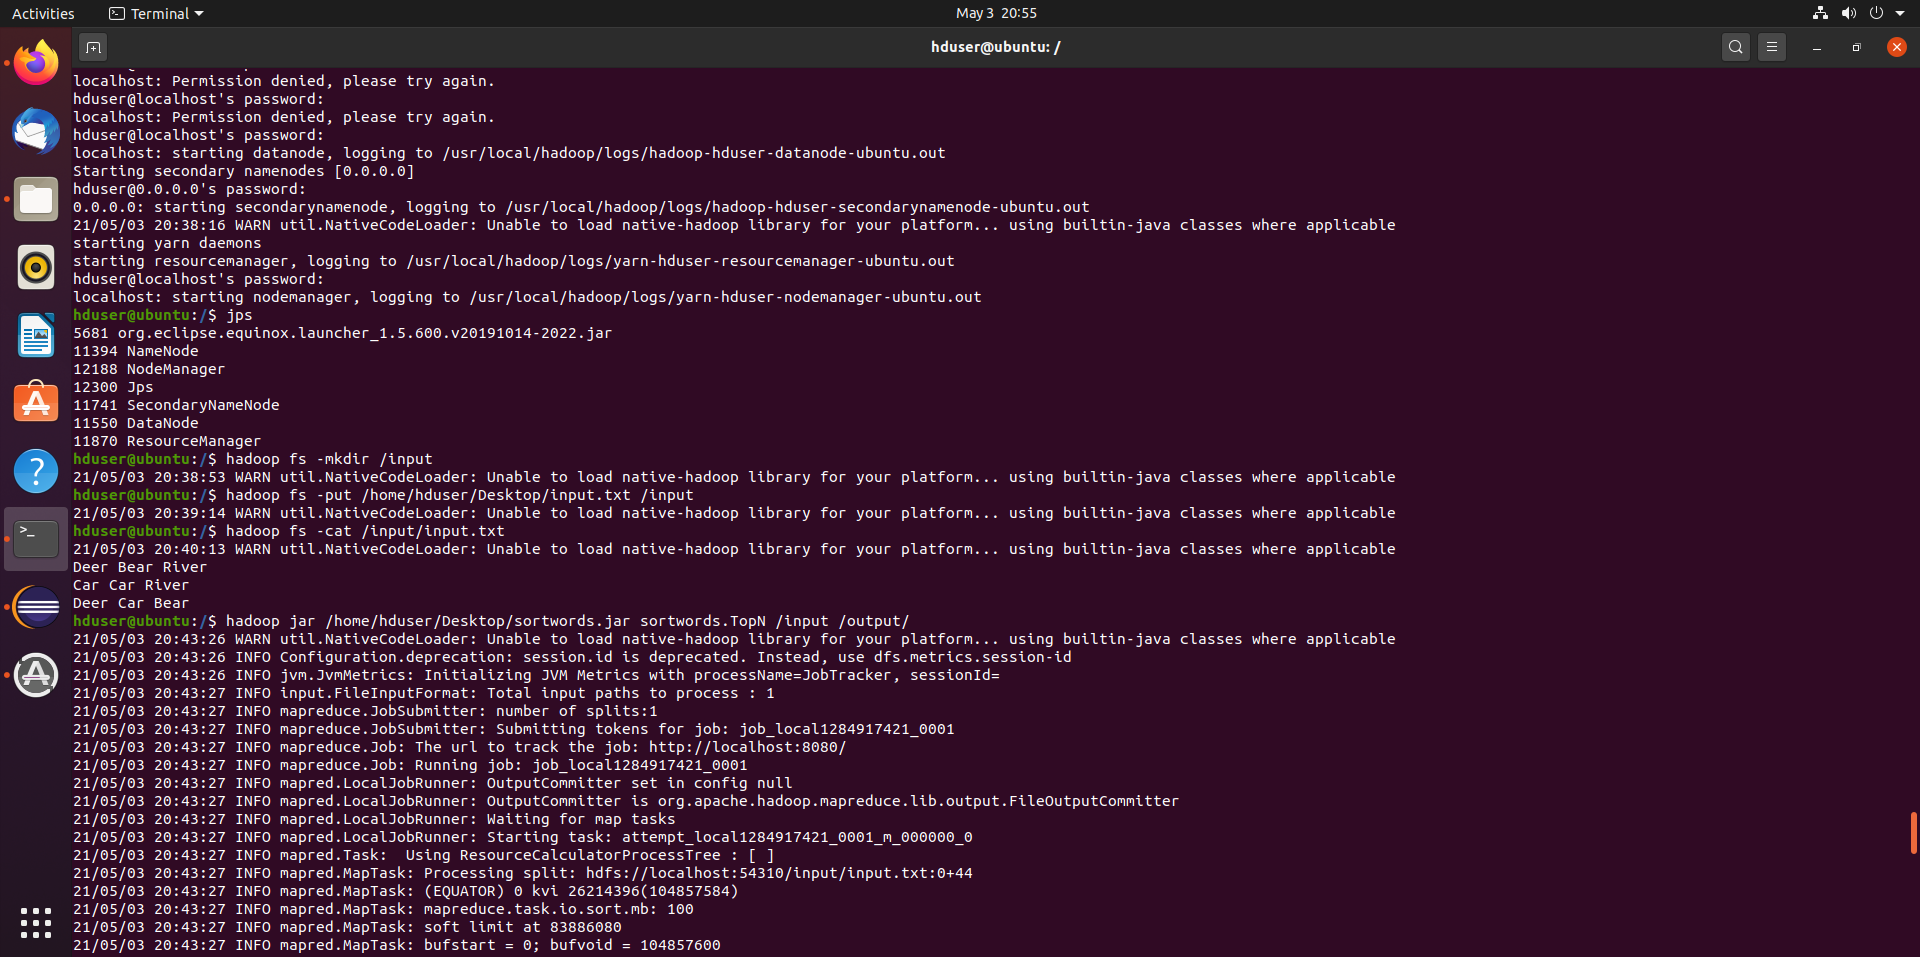 Activities
Terminal
May 3 20:55
hduser@ubuntu: /
localhost: Permission denied, please try again.
hduser@localhost's password:
localhost: Permission denied, please try again.
hduser@localhost's password:
localhost: starting datanode, logging to /usr/local/hadoop/logs/hadoop-hduser-datanode-ubuntu.out
Starting secondary namenodes [0.0.0.0]
hduser@0.0.0.0's password:
0.0.0.0: starting secondarynamenode, logging to /usr/local/hadoop/logs/hadoop-hduser-secondarynamenode-ubuntu.out
21/05/03 20:38:16 WARN util.NativeCodeLoader: Unable to load native-hadoop library for your platform... using builtin-java classes where applicable
starting yarn daemons
starting resourcemanager, logging to /usr/local/hadoop/logs/yarn-hduser-resourcemanager-ubuntu.out
hduser@localhost's password:
localhost: starting nodemanager, logging to /usr/local/hadoop/logs/yarn-hduser-nodemanager-ubuntu.out
hduser@ubuntu:/$ jps
5681 org.eclipse.equinox.launcher_1.5.600.v20191014-2022.jar
11394 NameNode
12188 NodeManager
12300 Jps
11741 SecondaryNameNode
11550 DataNode
11870 ResourceManager
hduser@ubuntu:/$ hadoop fs -mkdir /input
21/05/03 20:38:53 WARN util.NativeCodeLoader: Unable to load native-hadoop library for your platform... using builtin-java classes where applicable
hduser@ubuntu:/$ hadoop fs -put /home/hduser/Desktop/input.txt /input
21/05/03 20:39:14 WARN util.NativeCodeLoader: Unable to load native-hadoop library for your platform... using builtin-java classes where applicable
hduser@ubuntu:/$ hadoop fs -cat /input/input.txt
21/05/03 20:40:13 WARN util.NativeCodeLoader: Unable to load native-hadoop library for your platform... using builtin-java classes where applicable
Deer Bear River
Car Car River
Deer Car Bear
hduser@ubuntu:/$ hadoop jar /home/hduser/Desktop/sortwords.jar sortwords.TopN /input /output/
21/05/03 20:43:26 WARN util.NativeCodeLoader: Unable to load native-hadoop library for your platform... using builtin-java classes where applicable
21/05/03 20:43:26 INFO Configuration.deprecation: session.id is deprecated. Instead, use dfs.metrics.session-id
21/05/03 20:43:26 INFO jvm.JvmMetrics: Initializing JVM Metrics with processName=JobTracker, sessionId=
21/05/03 20:43:27 INFO input.FileInputFormat: Total input paths to process : 1
21/05/03 20:43:27 INFO mapreduce.JobSubmitter: number of splits:1
21/05/03 20:43:27 INFO mapreduce.JobSubmitter: Submitting tokens for job: job_local1284917421_0001
21/05/03 20:43:27 INFO mapreduce.Job: The url to track the job: http://localhost:8080/
21/05/03 20:43:27 INFO mapreduce.Job: Running job: job_local1284917421_0001
21/05/03 20:43:27 INFO mapred.LocalJobRunner: OutputCommitter set in config null
21/05/03 20:43:27 INFO mapred.LocalJobRunner: OutputCommitter is org.apache.hadoop.mapreduce.lib.output.FileOutputCommitter
21/05/03 20:43:27 INFO mapred.LocalJobRunner: Waiting for map tasks
21/05/03 20:43:27 INFO mapred.LocalJobRunner: Starting task: attempt_local1284917421_0001_m_000000_0
21/05/03 20:43:27 INFO mapred.Task:  Using ResourceCalculatorProcessTree : [ ]
21/05/03 20:43:27 INFO mapred.MapTask: Processing split: hdfs://localhost:54310/input/input.txt:0+44
21/05/03 20:43:27 INFO mapred.MapTask: (EQUATOR) 0 kvi 26214396(104857584)
21/05/03 20:43:27 INFO mapred.MapTask: mapreduce.task.io.sort.mb: 100
21/05/03 20:43:27 INFO mapred.MapTask: soft limit at 83886080
21/05/03 20:43:27 INFO mapred.MapTask: bufstart = 0; bufvoid = 104857600